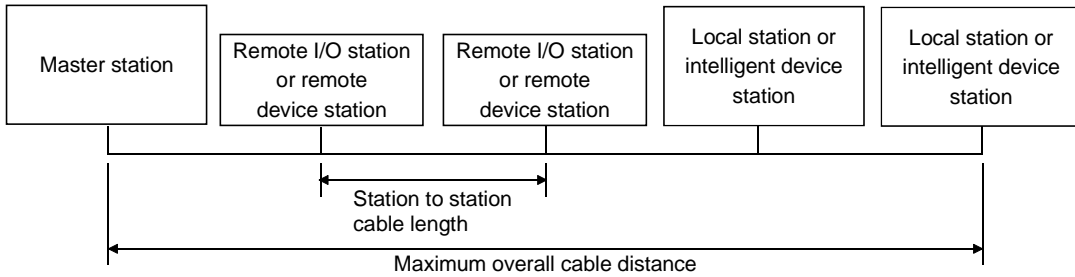 Master station
Remote I/O station
or remote
device station
Remote I/O station
or remote
device station
Local station or
intelligent device
station
Local station or
intelligent device
station
Station to station
cable length
Maximum overall cable distance